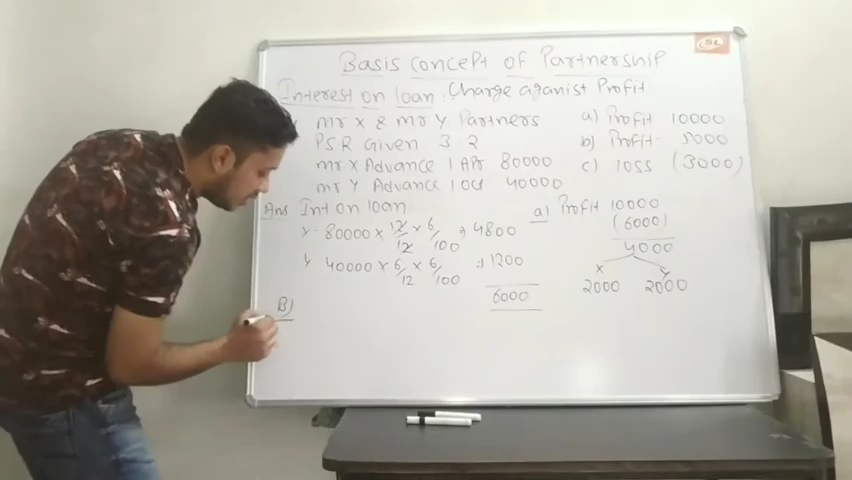 Basis concept of Partnership
SL
Interest on loan : Charge aganist Profit
mr X & mr Y Partners
PSR Given 3 2
mr X Advance 1 Apr 80000
mr Y Advance 1 Oct 40000
a) Profit 10000
b) Profit 5000
c) loss (3000)
Ans Int on loan
X 80000 × 12/12 × 6/100 = 4800
Y 40000 × 6/12 × 6/100 = 1200
6000
a) Profit 10000
(6000)
4000
X Y
2000 2000
B)